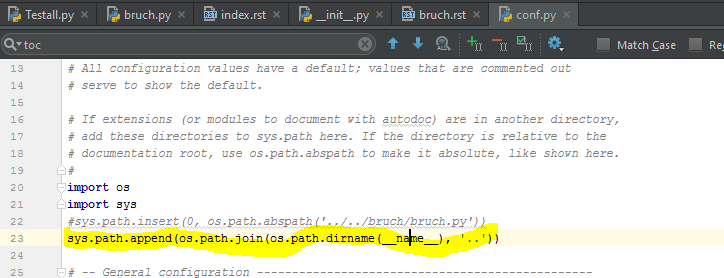 Testall.py bruch.py index.rst __init__.py bruch.rst conf.py
toc Match Case Re
13 # All configuration values have a default; values that are commented out
14 # serve to show the default.
15
16 # If extensions (or modules to document with autodoc) are in another directory,
17 # add these directories to sys.path here. If the directory is relative to the
18 # documentation root, use os.path.abspath to make it absolute, like shown here.
19 #
20 import os
21 import sys
22 #sys.path.insert(0, os.path.abspath('../../bruch/bruch.py'))
23 sys.path.append(os.path.join(os.path.dirname(__name__), '..'))
24
25 # -- General configuration ------------------------------------------------